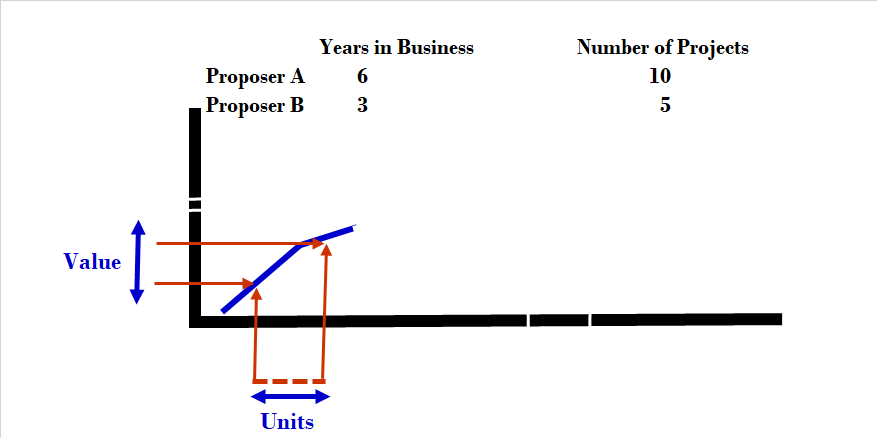 Years in Business Number of Projects
Proposer A 6 10
Proposer B 3 5
Value
Units